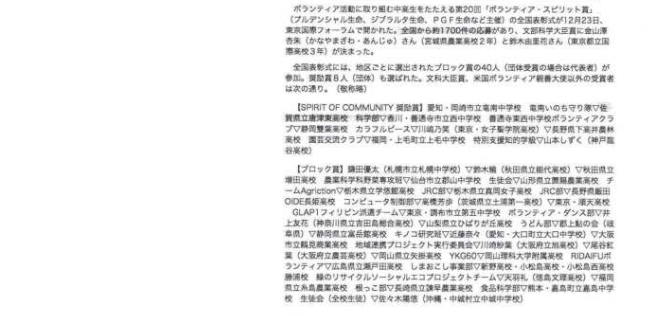 ボランティア活動に取り組む中高生をたたえる第20回「ボランティア・スピリット賞」
（プルデンシャル生命、ジブラルタ生命、ＰＧＦ生命など主催）の全国表彰式が12月23日、
東京国際フォーラムで開かれた。全国から約1700件の応募があり、文部科学大臣賞に金山澤
杏朱（かなやまざわ・あんじゅ）さん（宮城県農業高校２年）と鈴木由里花さん（東京都立国
際高校３年）が決まった。
全国表彰式には、地区ごとに選出されたブロック賞の40人（団体受賞の場合は代表者）が
参加。奨励賞８人（団体）も選ばれた。文科大臣賞、米国ボランティア親善大使以外の受賞者
は次の通り。（敬称略）
【SPIRIT OF COMMUNITY 奨励賞】愛知・岡崎市立竜南中学校 竜南いのち守り隊▽佐
賀県立唐津東高校 科学部▽香川・善通寺市立西中学校 善通寺東西中学校ボランティアクラ
ブ▽静岡雙葉高校 カラフルピース▽川嶋乃笑（東京・女子聖学院高校）▽長野県下高井農林
高校 園芸交流クラブ▽福岡・上毛町立上毛中学校 特別支援知的学級▽山本しずく（神戸龍
谷高校）
【ブロック賞】鎌田優太（札幌市立札幌中学校）▽鈴木綸（秋田県立能代高校）▽秋田県立
増田高校 農業科学科野菜専攻班▽仙台市立郡山中学校 生徒会▽山形県立置賜農業高校 チ
ームAgriction▽栃木県立学悠館高校 JRC部▽栃木県立真岡女子高校 JRC部▽長野県飯田
OIDE長姫高校 コンピュータ制御部▽高橋芳歩（茨城県立土浦第一高校）▽東京・順天高校
GLAP1フィリピン派遣チーム▽東京・調布市立第五中学校 ボランティア・ダンス部▽井
上友花（神奈川県立吉田島総合高校）▽山梨県立ひばりが丘高校 うどん部▽郡上鮎の会（岐
阜県）▽静岡県立富岳館高校 キノコ研究班▽近藤奈々（愛知・大口町立大口中学校）▽大阪
市立鶴見商業高校 地域連携プロジェクト実行委員会▽川崎紗葉（大阪府立旭高校）▽尾谷紅
葉（大阪府立農芸高校）▽岡山県立矢掛高校 YKG60▽岡山理科大学附属高校 RIDAIFUボ
ランティア▽広島県立瀬戸田高校 しまおこし事業部▽新野高校・小松島高校・小松島西高校
勝浦校 緑のリサイクルソーシャルエコプロジェクトチーム▽天羽礼（徳島文理高校）▽福岡
県立糸島農業高校 根っこ部▽長崎県立諫早農業高校 食品科学部▽熊本・嘉島町立嘉島中学
校 生徒会（全校生徒）▽佐々木陽信（沖縄・中城村立中城中学校）